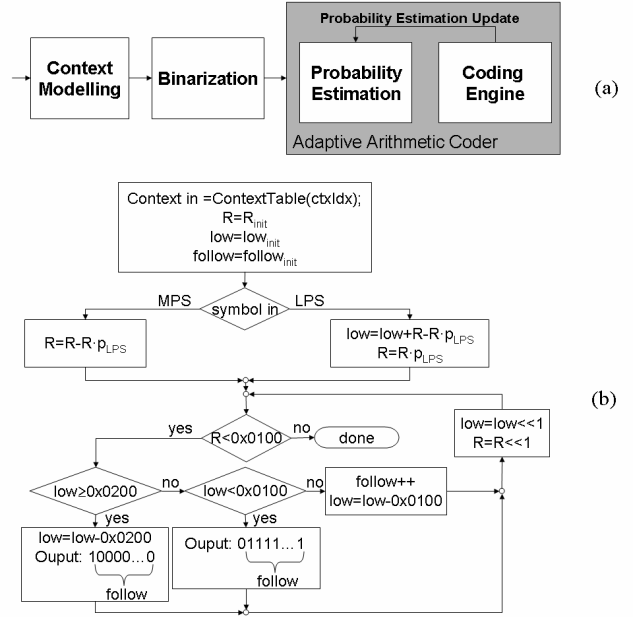 Probability Estimation Update
Context
Modelling
Binarization
Probability
Estimation
Coding
Engine
(a)
Adaptive Arithmetic Coder
Context in =ContextTable(ctxIdx);
R=Rinit
low=lowinit
follow=followinit
MPS
symbol in
LPS
R=R-R·pLPS
low=low+R-R·pLPS
R=R·pLPS
(b)
yes
R<0x0100
no
done
low=low<<1
R=R<<1
low≥0x0200
no
low<0x0100
no
follow++
low=low-0x0100
yes
yes
low=low-0x0200
Ouput: 10000...0
follow
Ouput: 01111...1
follow